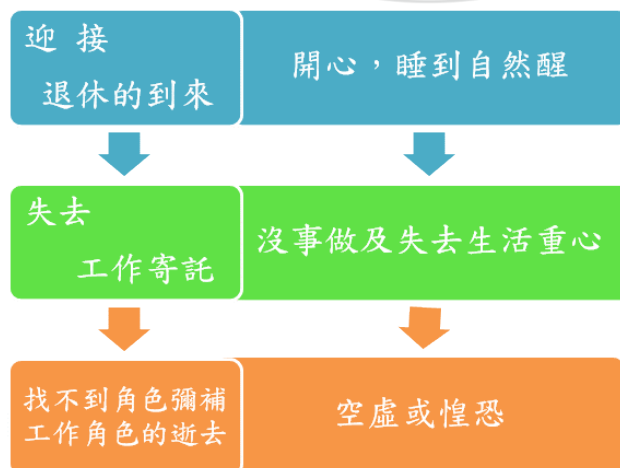 迎 接
退休的到來
開心，睡到自然醒
失去
工作寄託
沒事做及失去生活重心
找不到角色彌補
工作角色的逝去
空虛或惶恐